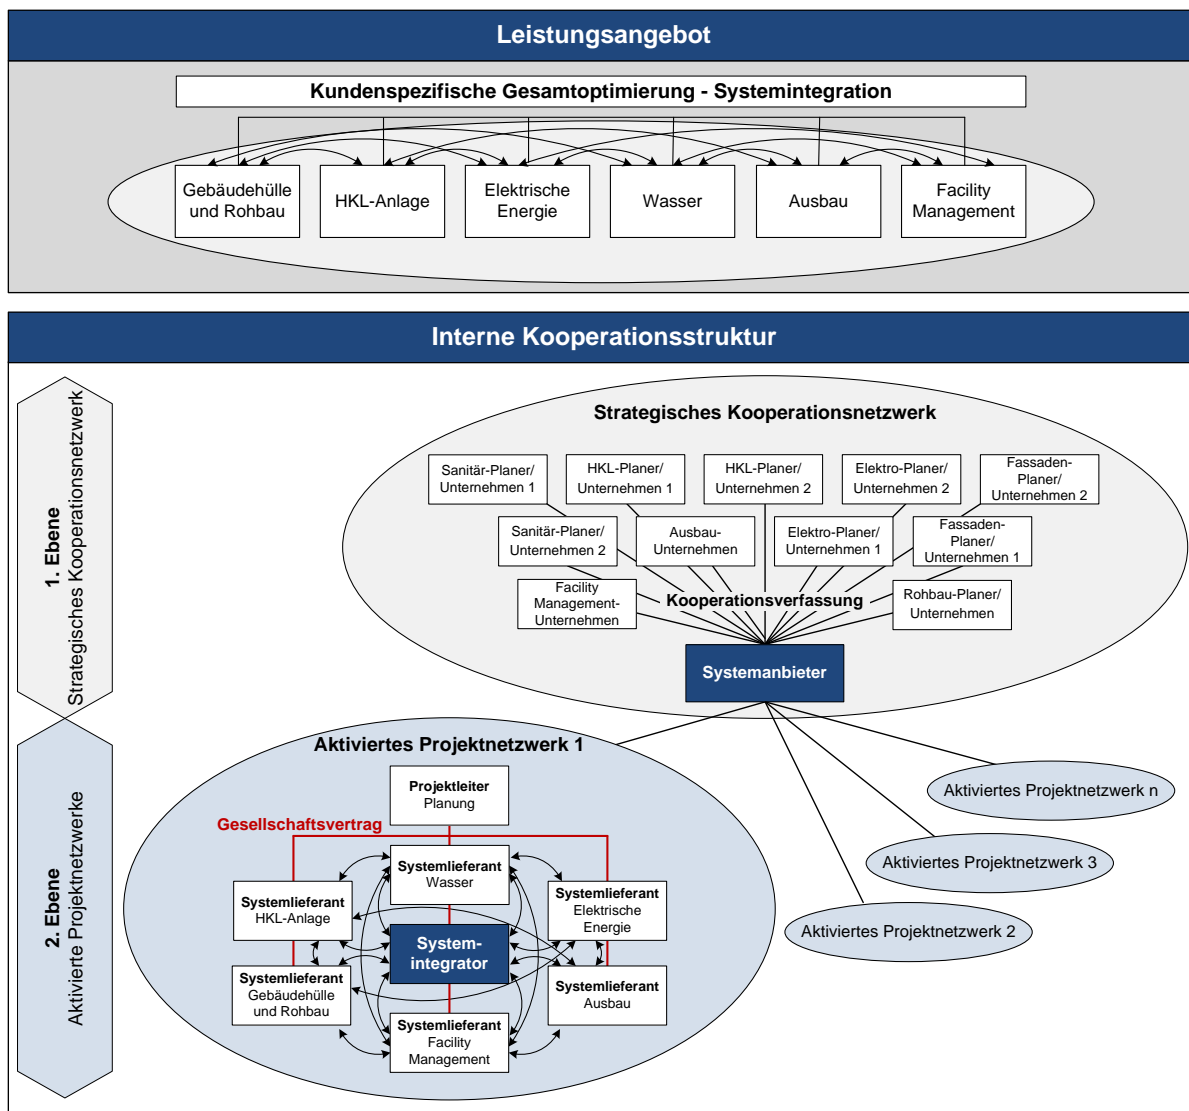 Leistungsangebot
Kundenspezifische Gesamtoptimierung - Systemintegration
Gebäudehülle
und Rohbau
HKL-Anlage
Elektrische
Energie
Wasser
Ausbau
Facility
Management
Interne Kooperationsstruktur
1. Ebene
Strategisches Kooperationsnetzwerk
Strategisches Kooperationsnetzwerk
Sanitär-Planer/
Unternehmen 1
HKL-Planer/
Unternehmen 1
HKL-Planer/
Unternehmen 2
Elektro-Planer/
Unternehmen 2
Fassaden-
Planer/
Unternehmen 2
Sanitär-Planer/
Unternehmen 2
Ausbau-
Unternehmen
Elektro-Planer/
Unternehmen 1
Fassaden-
Planer/
Unternehmen 1
Facility
Management-
Unternehmen
Kooperationsverfassung
Rohbau-Planer/
Unternehmen
Systemanbieter
2. Ebene
Aktivierte Projektnetzwerke
Aktiviertes Projektnetzwerk 1
Projektleiter
Planung
Gesellschaftsvertrag
Systemlieferant
Wasser
Systemlieferant
HKL-Anlage
Systemlieferant
Elektrische
Energie
System-
integrator
Systemlieferant
Gebäudehülle
und Rohbau
Systemlieferant
Ausbau
Systemlieferant
Facility
Management
Aktiviertes Projektnetzwerk n
Aktiviertes Projektnetzwerk 3
Aktiviertes Projektnetzwerk 2